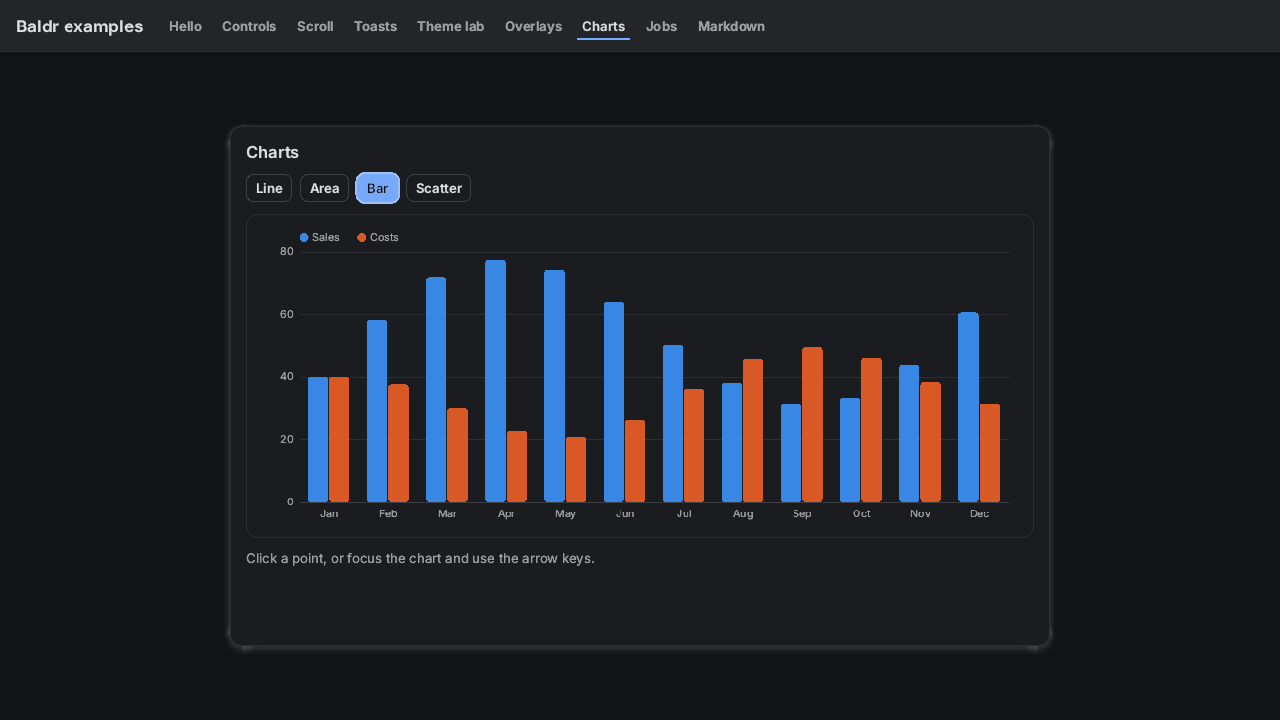 Baldr examples Hello Controls Scroll Toasts Theme lab Overlays Charts Jobs Markdown
Charts
Line Area Bar Scatter
Sales Costs
80
60
40
20
0
Jan Feb Mar Apr May Jun Jul Aug Sep Oct Nov Dec
Click a point, or focus the chart and use the arrow keys.